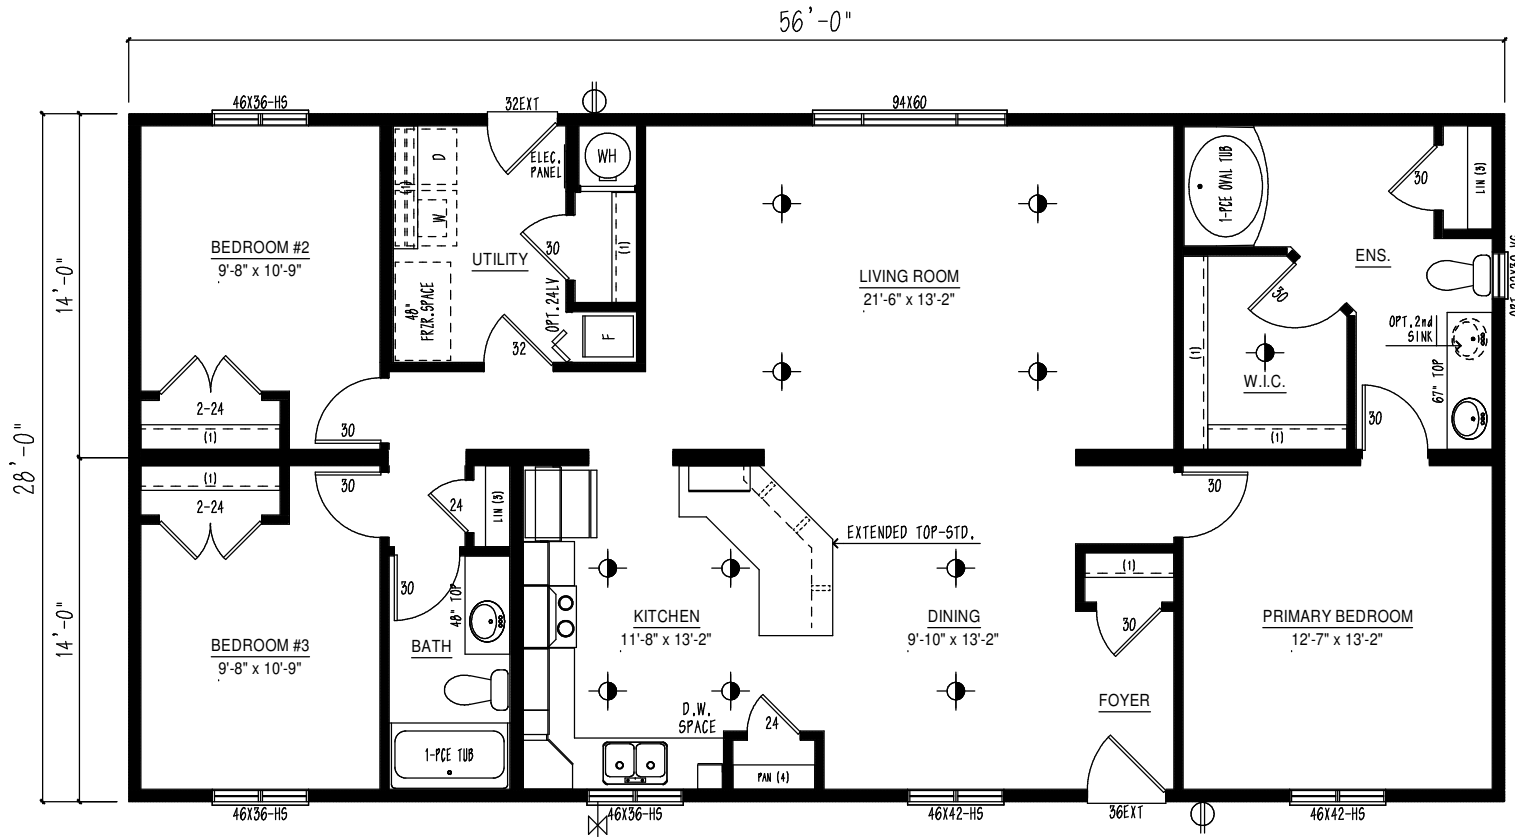 56'-0"
46X36-HS
32EXT
94X60
14'-0"
28'-0"
14'-0"
BEDROOM #2
9'-8" x 10'-9"
2-24
(1)
30
(1)
2-24
30
BEDROOM #3
9'-8" x 10'-9"
D
W
(1)
48"
FRZR.SPACE
UTILITY
ELEC.
PANEL
WH
30
(1)
OPT.24LV
32
F
LIVING ROOM
21'-6" x 13'-2"
1-PCE OVAL TUB
30
LIN (3)
ENS.
30
(1)
W.I.C.
(1)
OPT.2nd
SINK
67" TOP
30
24
LIN (3)
30
48" TOP
BATH
1-PCE TUB
EXTENDED TOP-STD.
KITCHEN
11'-8" x 13'-2"
D.W.
SPACE
24
PAN (4)
DINING
9'-10" x 13'-2"
(1)
30
FOYER
30
PRIMARY BEDROOM
12'-7" x 13'-2"
46X36-HS
46X36-HS
46X42-HS
36EXT
46X42-HS